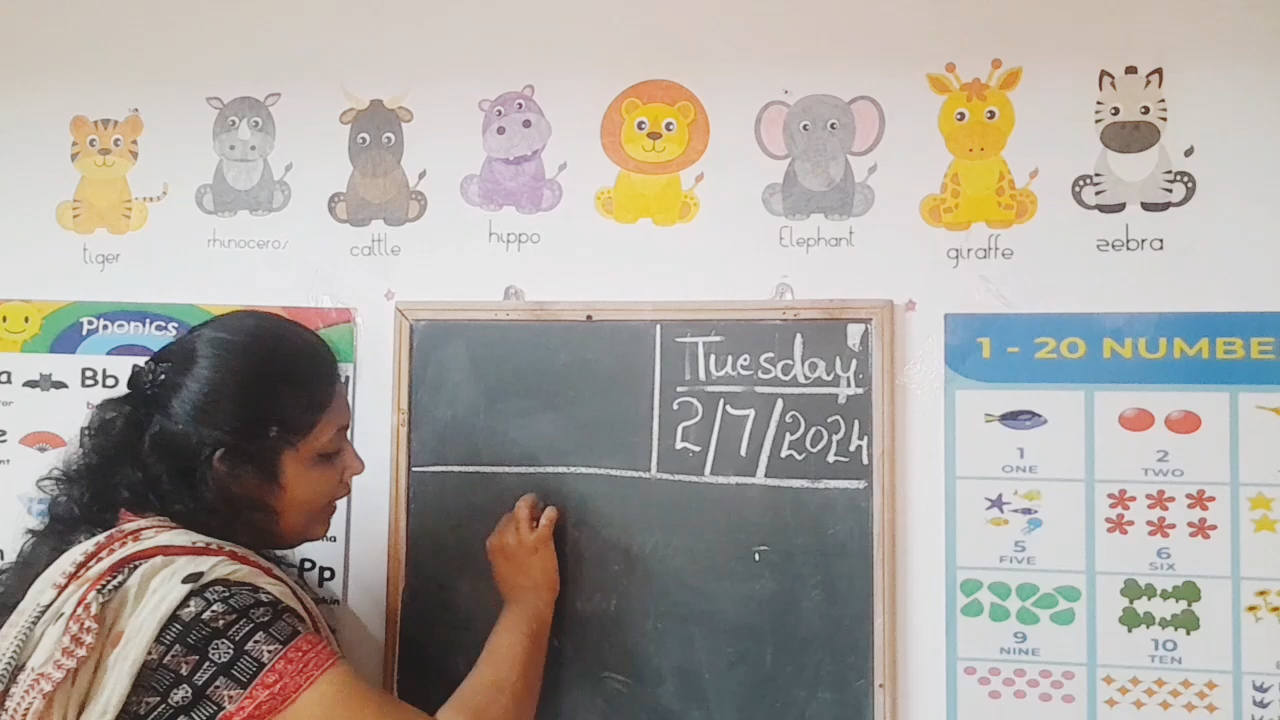 tiger
rhinoceros
cattle
hippo
Elephant
giraffe
zebra
Phonics
Bb
Pp
Tuesday
2/7/2024
1 - 20 NUMBE
1
ONE
2
TWO
5
FIVE
6
SIX
9
NINE
10
TEN